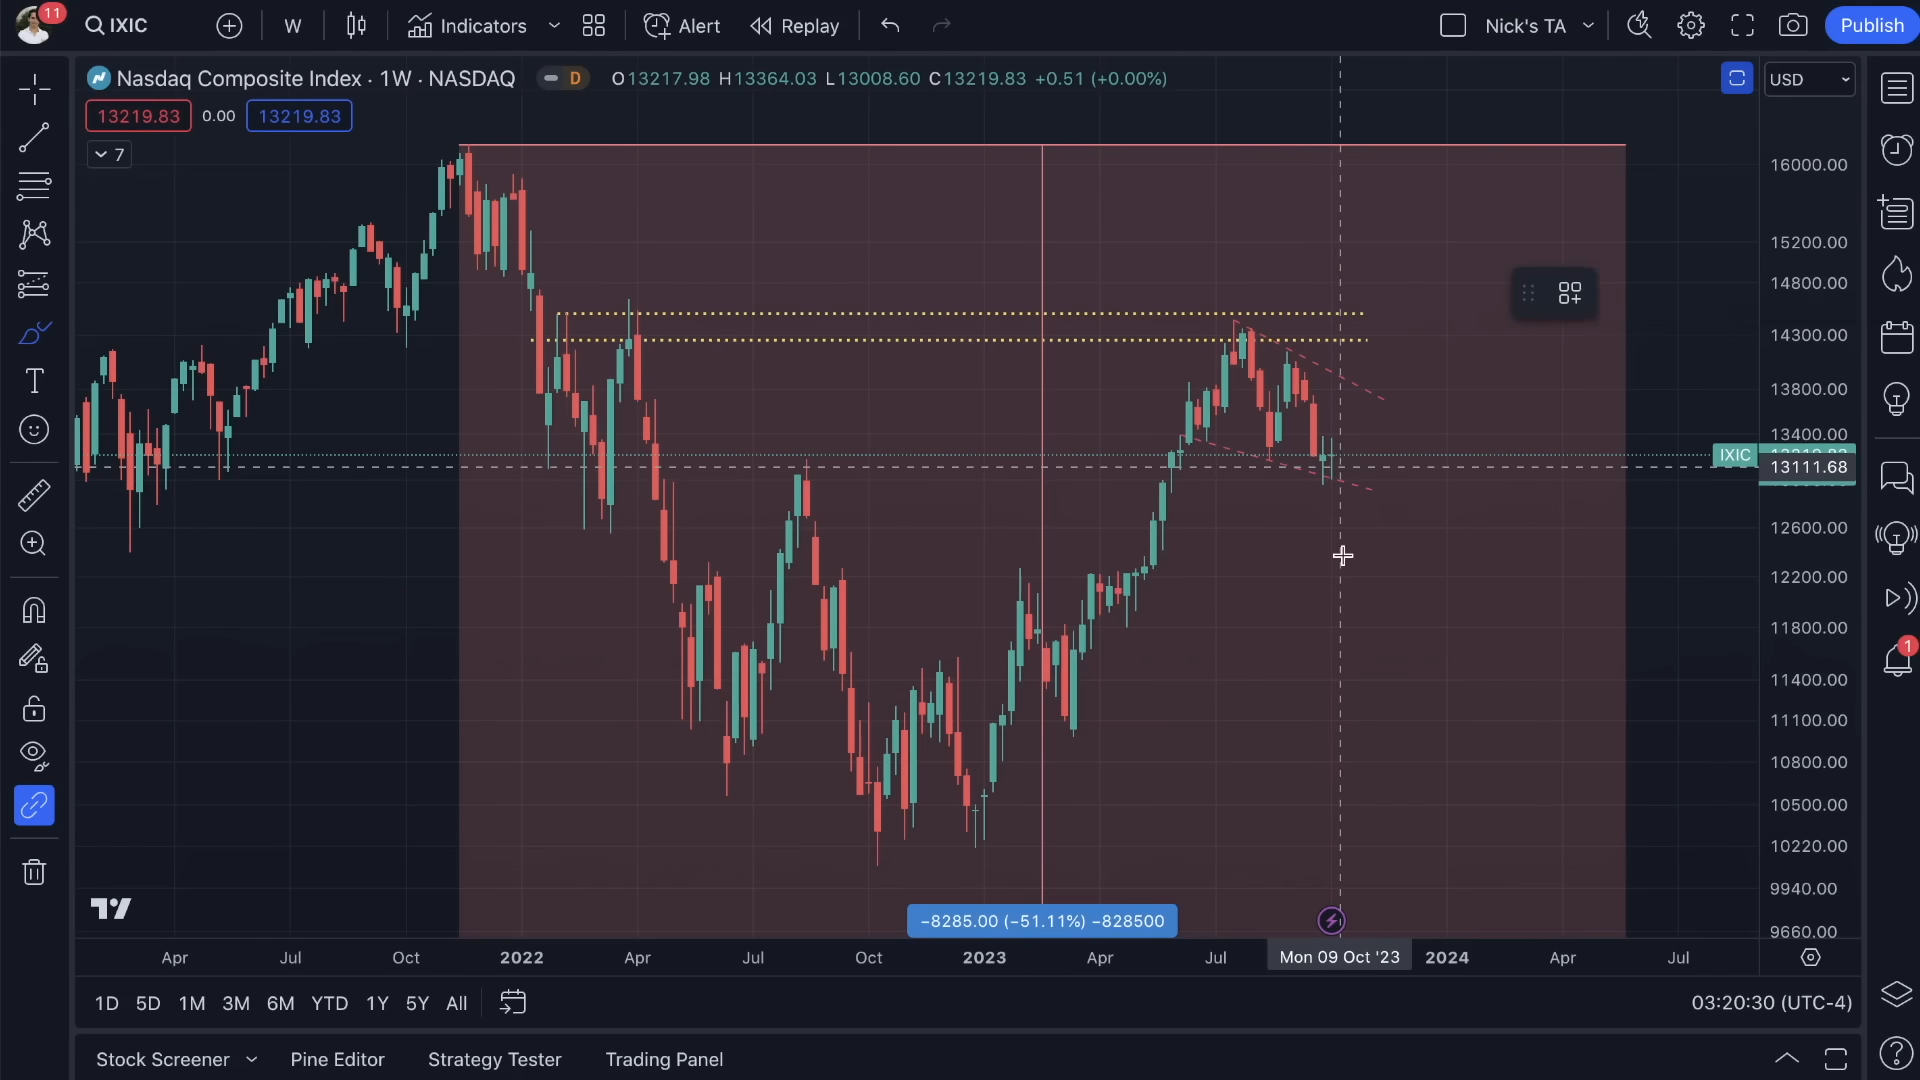 11
IXIC
W
Indicators
Alert
Replay
Nick's TA
Publish
Nasdaq Composite Index · 1W · NASDAQ
D
O13217.98 H13364.03 L13008.60 C13219.83 +0.51 (+0.00%)
USD
13219.83
0.00
13219.83
7
16000.00
15200.00
14800.00
14300.00
13800.00
13400.00
IXIC
13111.68
12600.00
12200.00
11800.00
11400.00
11100.00
10800.00
10500.00
10220.00
9940.00
9660.00
1
−8285.00 (−51.11%) −828500
Apr
Jul
Oct
2022
Apr
Jul
Oct
2023
Apr
Jul
Mon 09 Oct '23
2024
Apr
Jul
1D
5D
1M
3M
6M
YTD
1Y
5Y
All
03:20:30 (UTC-4)
Stock Screener
Pine Editor
Strategy Tester
Trading Panel